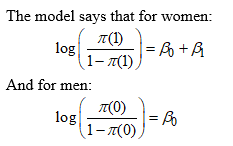 The model says that for women:
log(π(1) / (1 − π(1))) = β₀ + β₁
And for men:
log(π(0) / (1 − π(0))) = β₀